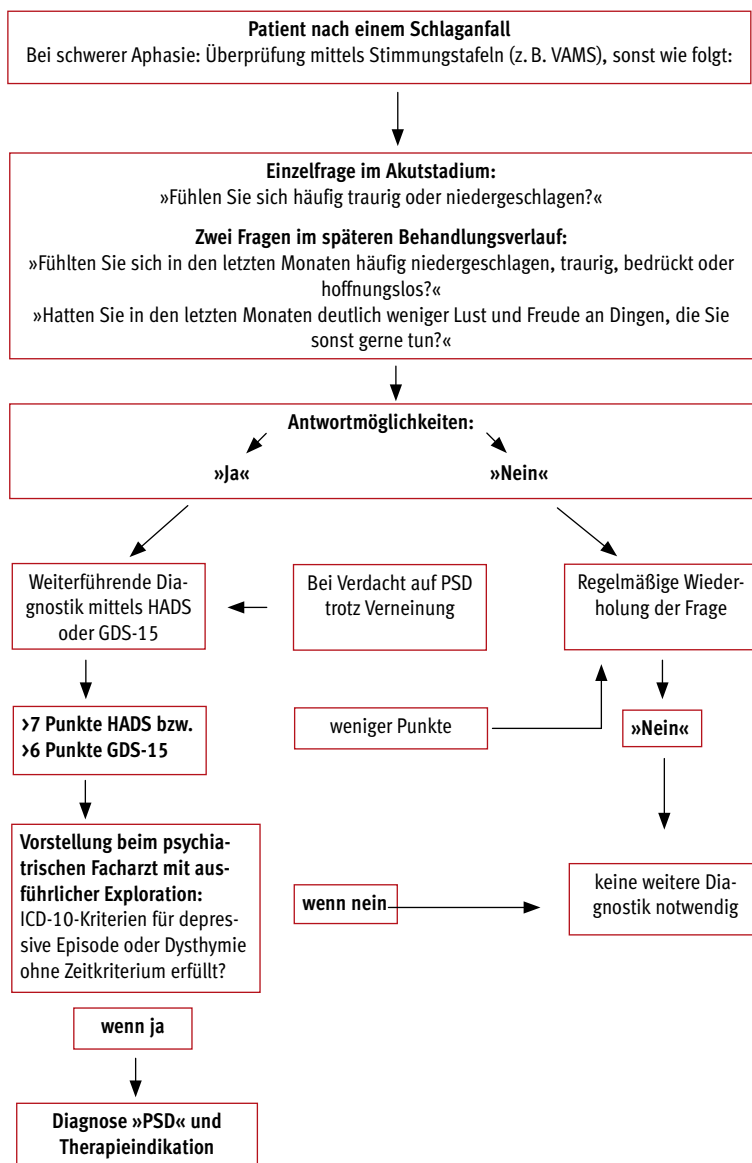 Patient nach einem Schlaganfall
Bei schwerer Aphasie: Überprüfung mittels Stimmungstafeln (z. B. VAMS), sonst wie folgt:
Einzelfrage im Akutstadium:
»Fühlen Sie sich häufig traurig oder niedergeschlagen?«
Zwei Fragen im späteren Behandlungsverlauf:
»Fühlten Sie sich in den letzten Monaten häufig niedergeschlagen, traurig, bedrückt oder
hoffnungslos?«
»Hatten Sie in den letzten Monaten deutlich weniger Lust und Freude an Dingen, die Sie
sonst gerne tun?«
Antwortmöglichkeiten:
»Ja«
»Nein«
Weiterführende Dia-
gnostik mittels HADS
oder GDS-15
Bei Verdacht auf PSD
trotz Verneinung
Regelmäßige Wieder-
holung der Frage
>7 Punkte HADS bzw.
>6 Punkte GDS-15
weniger Punkte
»Nein«
Vorstellung beim psychia-
trischen Facharzt mit aus-
führlicher Exploration:
ICD-10-Kriterien für depres-
sive Episode oder Dysthymie
ohne Zeitkriterium erfüllt?
wenn nein
keine weitere Dia-
gnostik notwendig
wenn ja
Diagnose »PSD« und
Therapieindikation